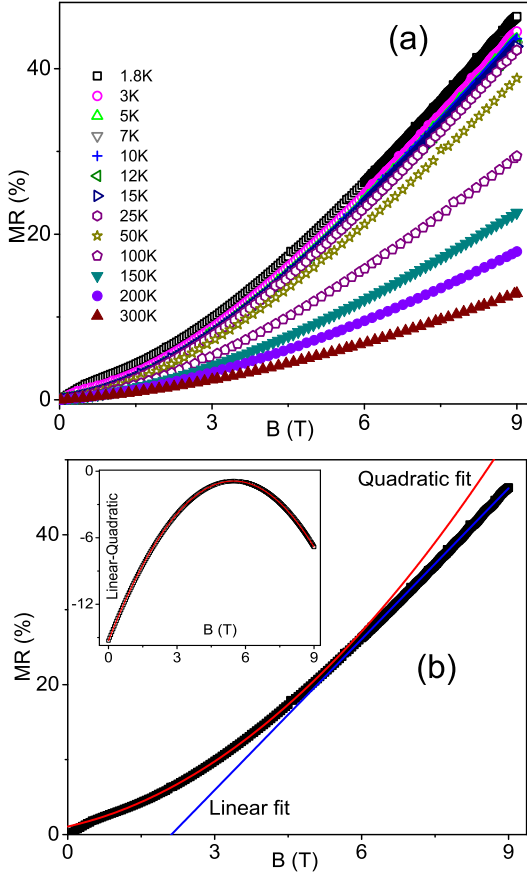 (a)
40
20
0
MR (%)
1.8K
3K
5K
7K
10K
12K
15K
25K
50K
100K
150K
200K
300K
0
3
6
9
B (T)
(b)
Quadratic fit
Linear fit
40
20
0
MR (%)
0
-6
-12
Linear-Quadratic
B (T)
0
3
6
9
0
3
6
9
B (T)